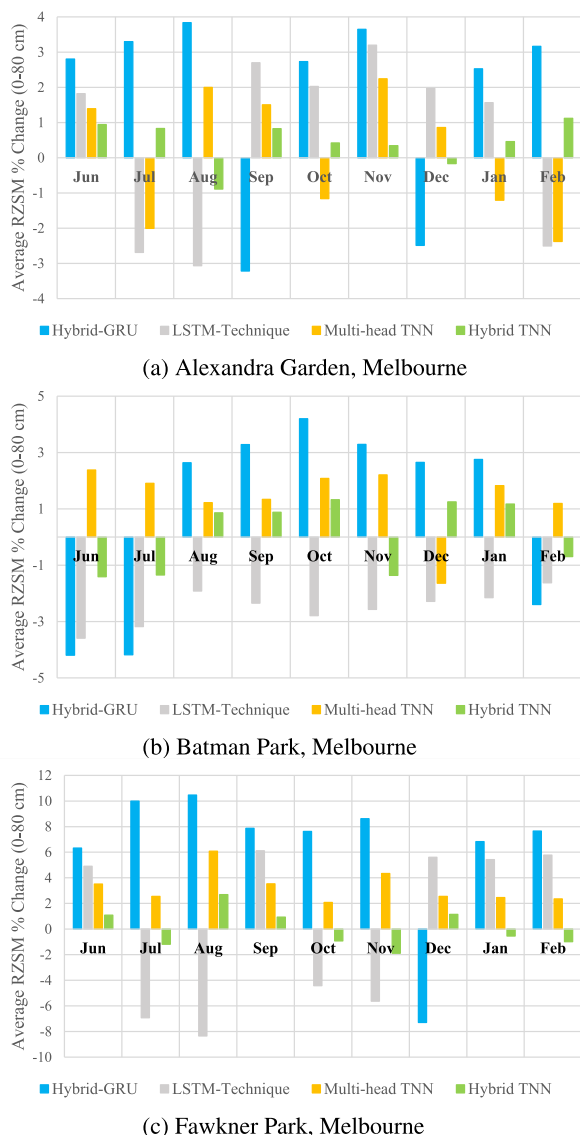 4
3
2
1
0
-1
-2
-3
-4
Average RZSM % Change (0-80 cm)
Jun Jul Aug Sep Oct Nov Dec Jan Feb
Hybrid-GRU LSTM-Technique Multi-head TNN Hybrid TNN
(a) Alexandra Garden, Melbourne
5
3
1
-1
-3
-5
Average RZSM % Change (0-80 cm)
Jun Jul Aug Sep Oct Nov Dec Jan Feb
Hybrid-GRU LSTM-Technique Multi-head TNN Hybrid TNN
(b) Batman Park, Melbourne
12
10
8
6
4
2
0
-2
-4
-6
-8
-10
Average RZSM % Change (0-80 cm)
Jun Jul Aug Sep Oct Nov Dec Jan Feb
Hybrid-GRU LSTM-Technique Multi-head TNN Hybrid TNN
(c) Fawkner Park, Melbourne